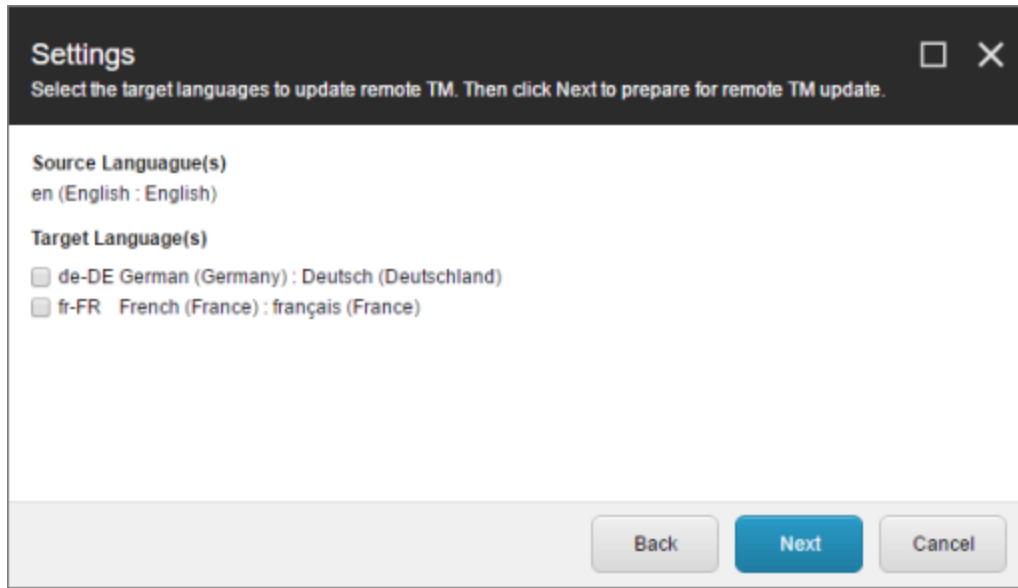 Settings
Select the target languages to update remote TM. Then click Next to prepare for remote TM update.
Source Languague(s)
en (English : English)
Target Language(s)
de-DE German (Germany) : Deutsch (Deutschland)
fr-FR French (France) : français (France)
Back Next Cancel